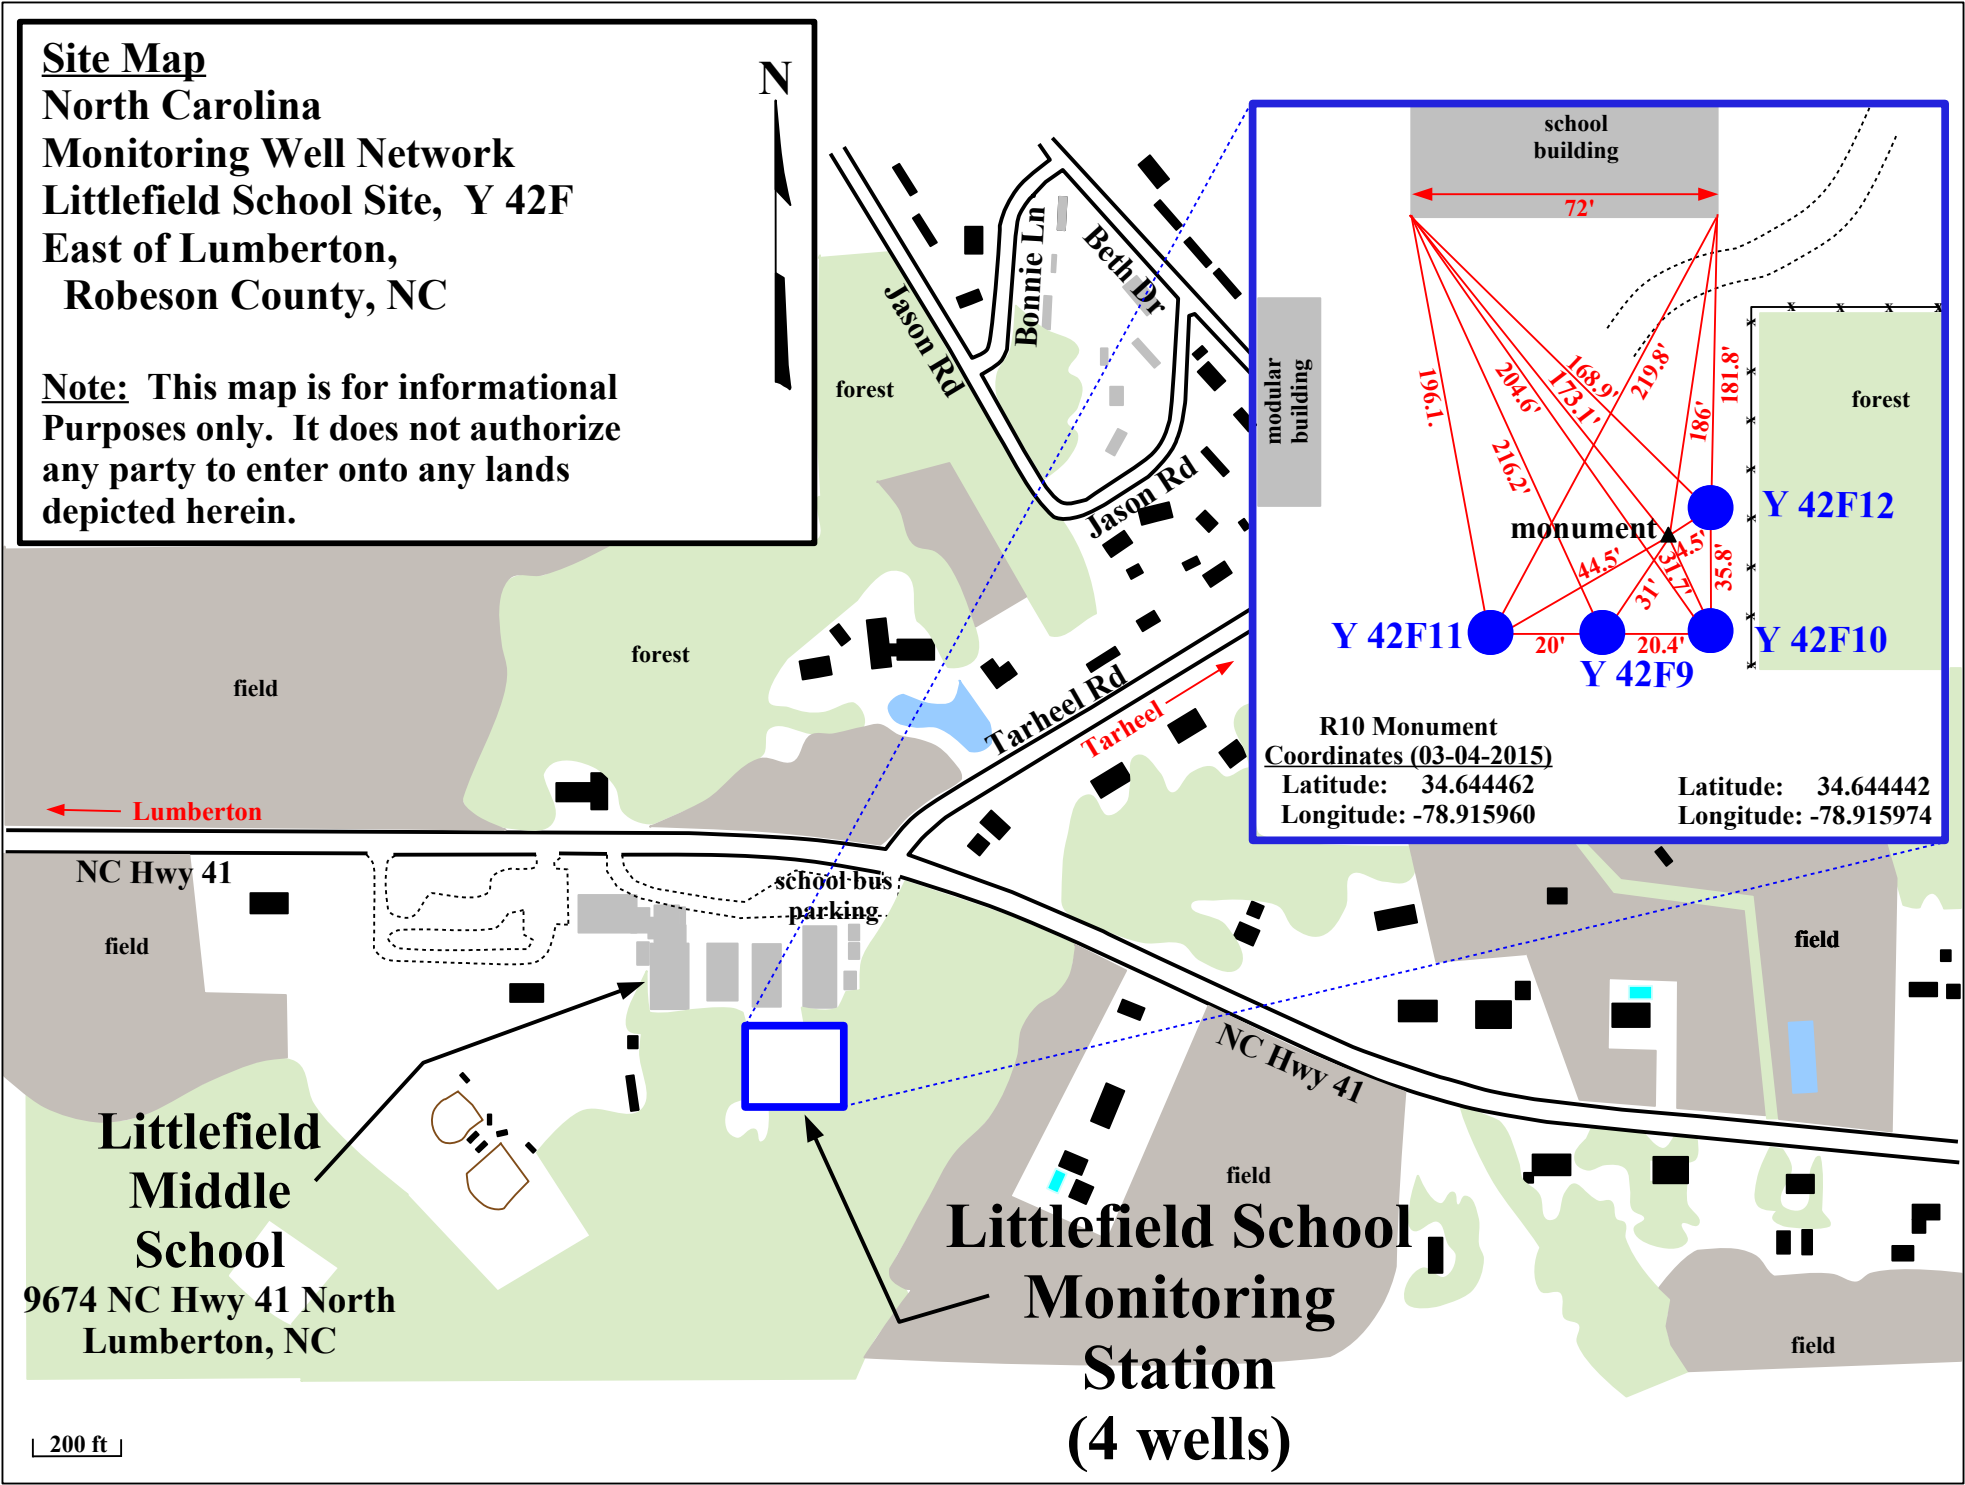 Site Map
North Carolina
Monitoring Well Network
Littlefield School Site, Y 42F
East of Lumberton,
Robeson County, NC
Note: This map is for informational
Purposes only. It does not authorize
any party to enter onto any lands
depicted herein.
N
Jason Rd
Bonnie Ln
Beth Dr
Jason Rd
forest
forest
field
Tarheel Rd
Tarheel
Lumberton
NC Hwy 41
field
school bus
parking
school
building
72'
modular
building
forest
196.1.
204.6'
173.1'
168.9'
219.8'
181.8'
186'
216.2'
monument
44.5'
34.5'
31.7'
31'
35.8'
20'
20.4'
Y 42F12
Y 42F11
Y 42F9
Y 42F10
R10 Monument
Coordinates (03-04-2015)
Latitude: 34.644462
Longitude: -78.915960
Latitude: 34.644442
Longitude: -78.915974
field
NC Hwy 41
field
field
Littlefield
Middle
School
9674 NC Hwy 41 North
Lumberton, NC
Littlefield School
Monitoring
Station
(4 wells)
200 ft
x x x x